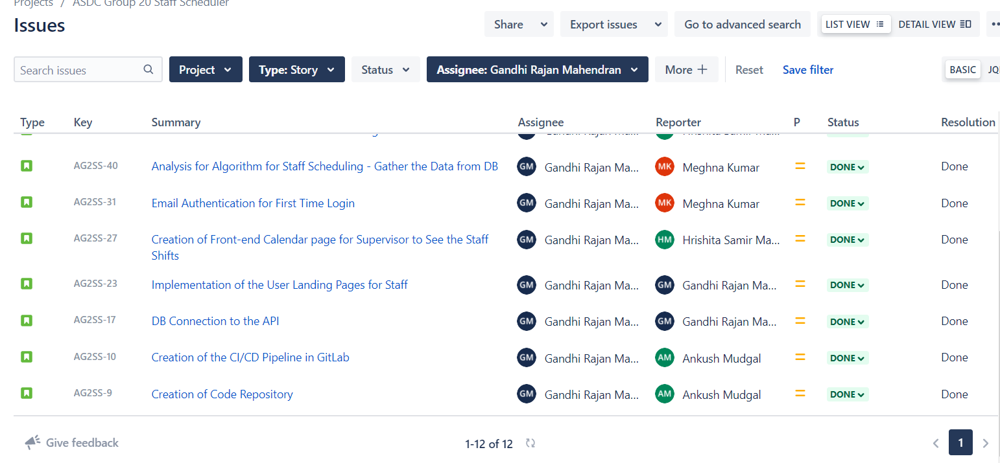 Projects / ASDC Group 20 Staff Scheduler
Issues
Share
Export issues
Go to advanced search
LIST VIEW
DETAIL VIEW
Search issues
Project
Type: Story
Status
Assignee: Gandhi Rajan Mahendran
More
Reset
Save filter
BASIC
Type Key Summary Assignee Reporter P Status Resolution
AG2SS-40 Analysis for Algorithm for Staff Scheduling - Gather the Data from DB GM Gandhi Rajan Ma... MK Meghna Kumar DONE Done
AG2SS-31 Email Authentication for First Time Login GM Gandhi Rajan Ma... MK Meghna Kumar DONE Done
AG2SS-27 Creation of Front-end Calendar page for Supervisor to See the Staff GM Gandhi Rajan Ma... HM Hrishita Samir Ma... DONE Done
Shifts
AG2SS-23 Implementation of the User Landing Pages for Staff GM Gandhi Rajan Ma... GM Gandhi Rajan Ma... DONE Done
AG2SS-17 DB Connection to the API GM Gandhi Rajan Ma... GM Gandhi Rajan Ma... DONE Done
AG2SS-10 Creation of the CI/CD Pipeline in GitLab GM Gandhi Rajan Ma... AM Ankush Mudgal DONE Done
AG2SS-9 Creation of Code Repository GM Gandhi Rajan Ma... AM Ankush Mudgal DONE Done
Give feedback
1-12 of 12
1